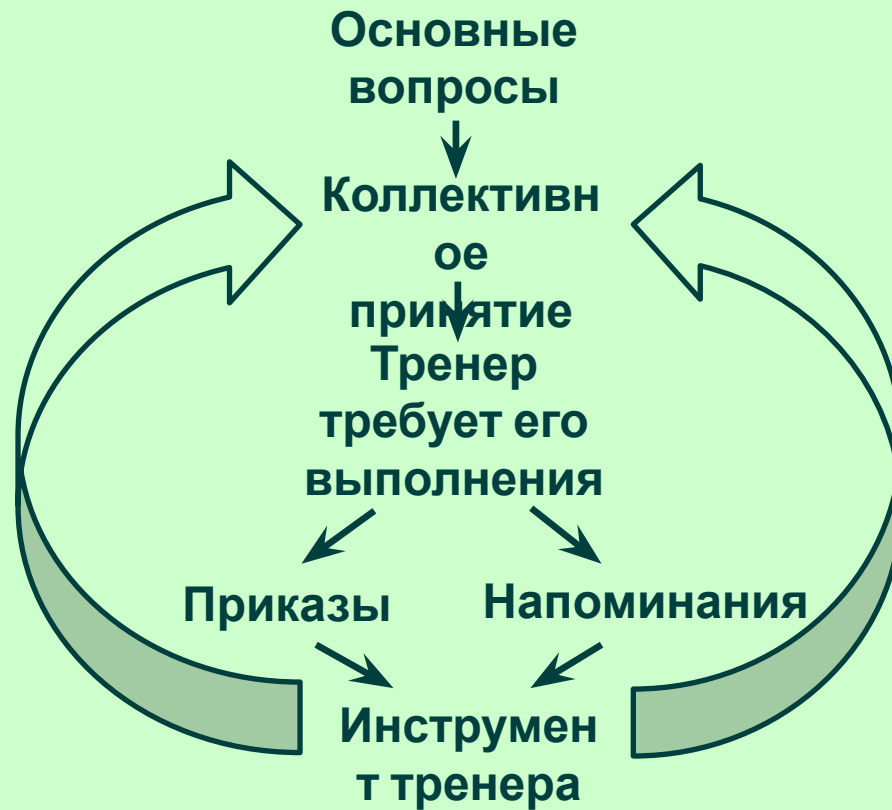 Основные
вопросы
Коллективн
ое
принятие
Тренер
требует его
выполнения
Приказы
Напоминания
Инструмен
т тренера